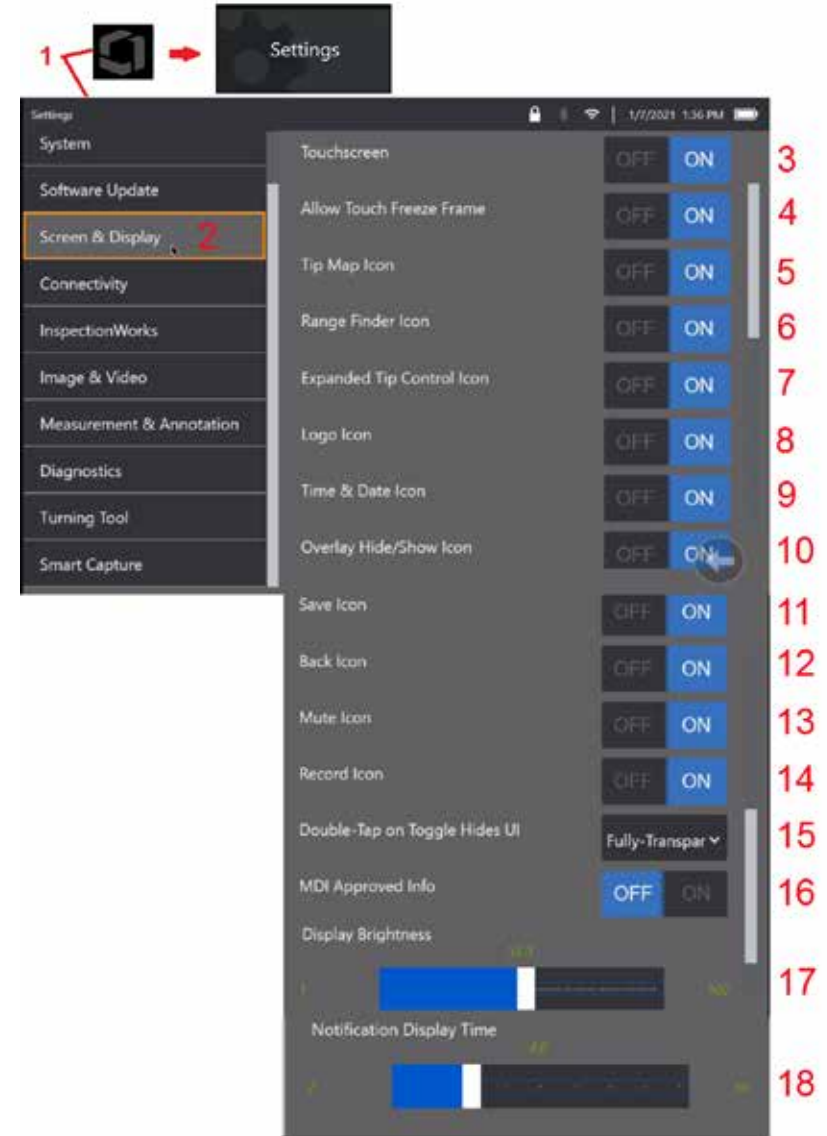 1
Settings
Settings
1/7/2021 1:36 PM
System
Software Update
Screen & Display 2
Connectivity
InspectionWorks
Image & Video
Measurement & Annotation
Diagnostics
Turning Tool
Smart Capture
Touchscreen OFF ON 3
Allow Touch Freeze Frame OFF ON 4
Tip Map Icon OFF ON 5
Range Finder Icon OFF ON 6
Expanded Tip Control Icon OFF ON 7
Logo Icon OFF ON 8
Time & Date Icon OFF ON 9
Overlay Hide/Show Icon OFF ON 10
Save Icon OFF ON 11
Back Icon OFF ON 12
Mute Icon OFF ON 13
Record Icon OFF ON 14
Double-Tap on Toggle Hides UI Fully-Transpar 15
MDI Approved Info OFF ON 16
Display Brightness
17
Notification Display Time
18